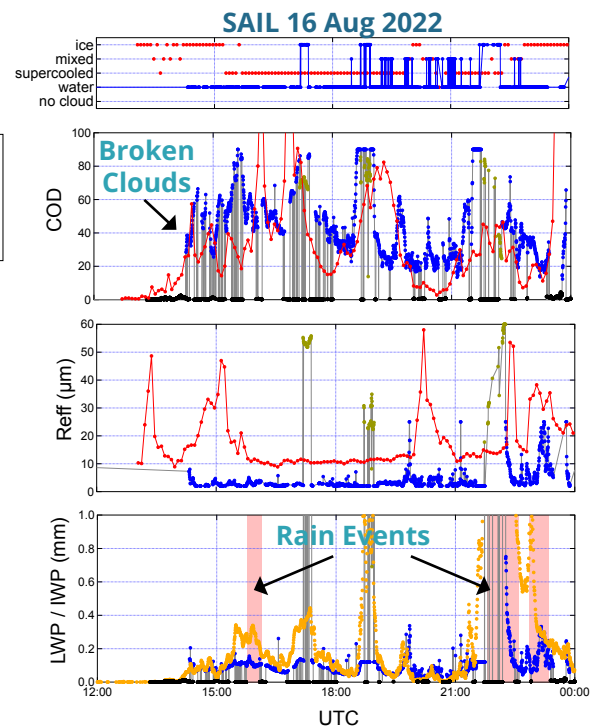 SAIL 16 Aug 2022
ice
mixed
supercooled
water
no cloud
Broken
Clouds
COD
100
80
60
40
20
0
Reff (μm)
60
50
40
30
20
10
0
Rain Events
LWP / IWP (mm)
1.0
0.8
0.6
0.4
0.2
0.0
12:00 15:00 18:00 21:00 00:00
UTC